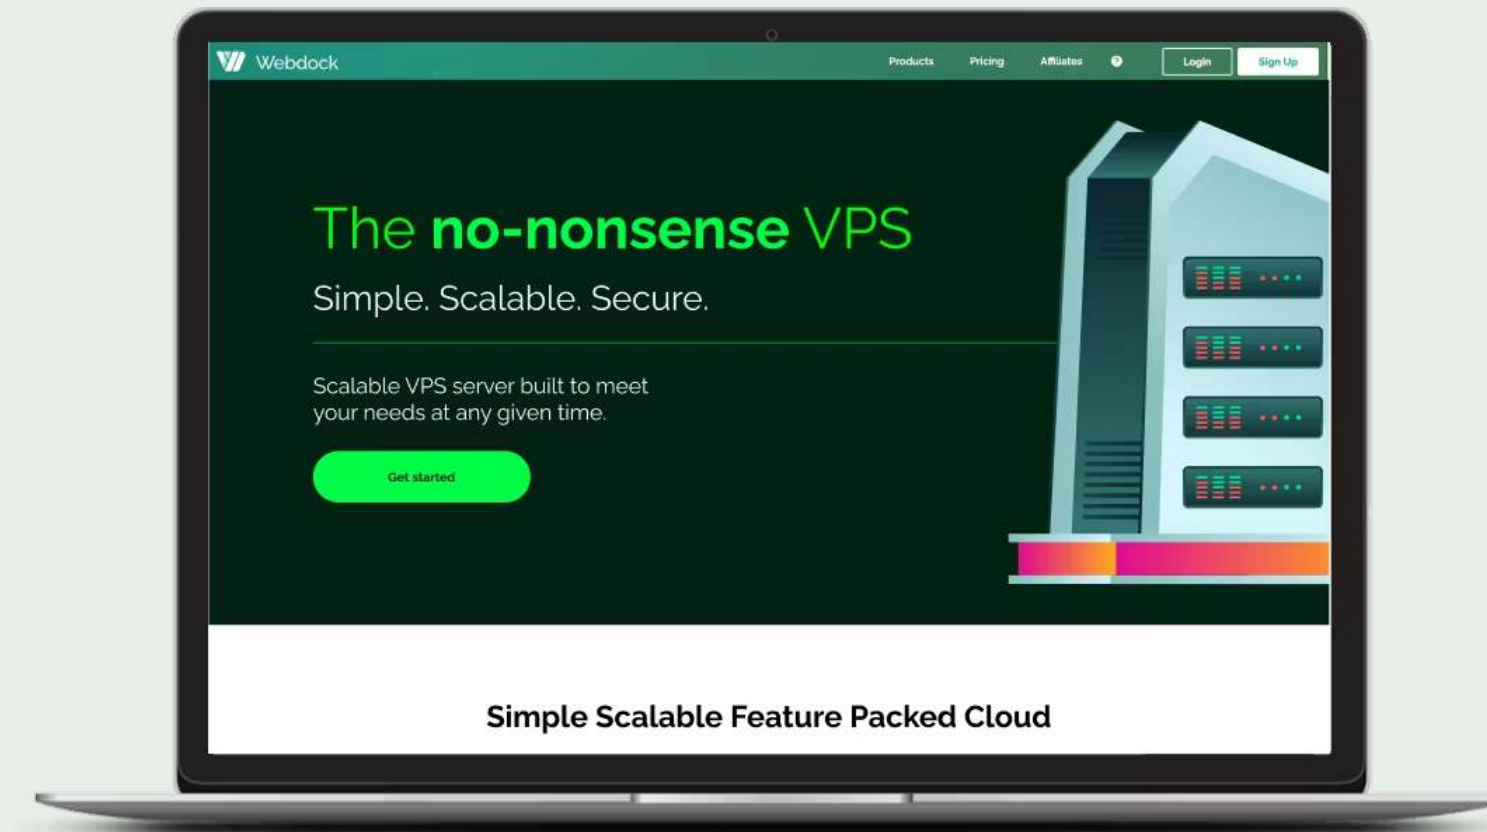 Webdock
Products Pricing Affiliates ? Login Sign Up
The no-nonsense VPS
Simple. Scalable. Secure.
Scalable VPS server built to meet
your needs at any given time.
Get started
Simple Scalable Feature Packed Cloud